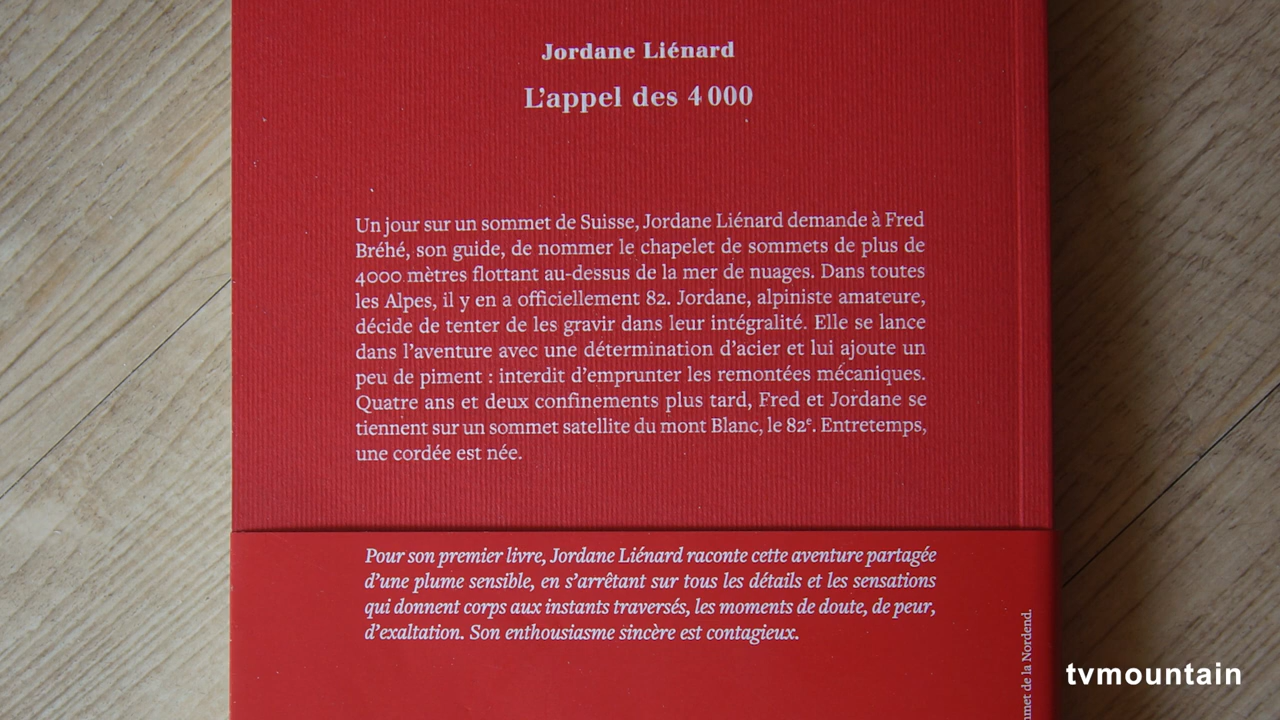 Jordane Liénard
L'appel des 4 000
Un jour sur un sommet de Suisse, Jordane Liénard demande à Fred
Bréhé, son guide, de nommer le chapelet de sommets de plus de
4000 mètres flottant au-dessus de la mer de nuages. Dans toutes
les Alpes, il y en a officiellement 82. Jordane, alpiniste amateure,
décide de tenter de les gravir dans leur intégralité. Elle se lance
dans l'aventure avec une détermination d'acier et lui ajoute un
peu de piment : interdit d'emprunter les remontées mécaniques.
Quatre ans et deux confinements plus tard, Fred et Jordane se
tiennent sur un sommet satellite du mont Blanc, le 82ᵉ. Entretemps,
une cordée est née.
Pour son premier livre, Jordane Liénard raconte cette aventure partagée
d'une plume sensible, en s'arrêtant sur tous les détails et les sensations
qui donnent corps aux instants traversés, les moments de doute, de peur,
d'exaltation. Son enthousiasme sincère est contagieux.
de la Nordend.
tvmountain